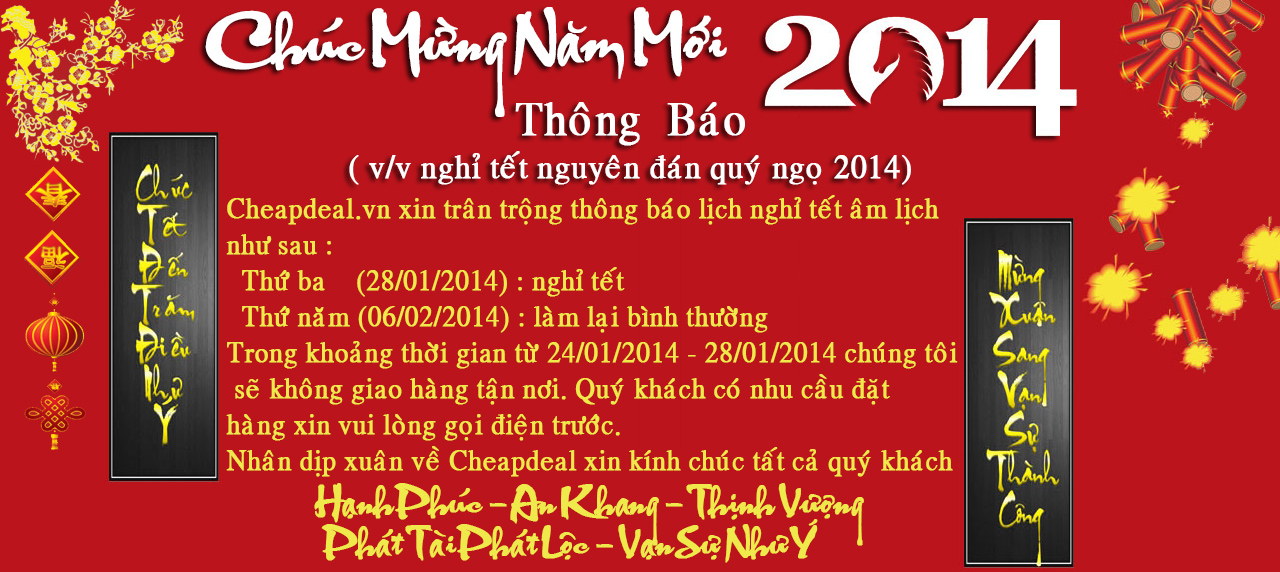 Chúc Mừng Năm Mới 2014
Thông Báo
( v/v nghỉ tết nguyên đán quý ngọ 2014)
Cheapdeal.vn xin trân trọng thông báo lịch nghỉ tết âm lịch
như sau :
Thứ ba (28/01/2014) : nghỉ tết
Thứ năm (06/02/2014) : làm lại bình thường
Trong khoảng thời gian từ 24/01/2014 - 28/01/2014 chúng tôi
sẽ không giao hàng tận nơi. Quý khách có nhu cầu đặt
hàng xin vui lòng gọi điện trước.
Nhân dịp xuân về Cheapdeal xin kính chúc tất cả quý khách
Hạnh Phúc – An Khang – Thịnh Vượng
Phát Tài Phát Lộc – Vạn Sự Như Ý
Chúc
Tết
Đến
Trăm
Điều
Như
Ý
Mừng
Xuân
Sang
Vạn
Sự
Thành
Công
春
福